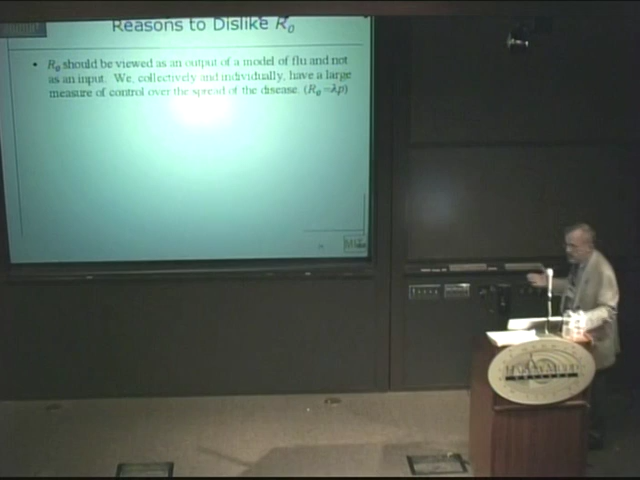 Reasons to Dislike R₀
• R₀ should be viewed as an output of a model of flu and not
as an input. We, collectively and individually, have a large
measure of control over the spread of the disease. (R₀ =λp)
MIT